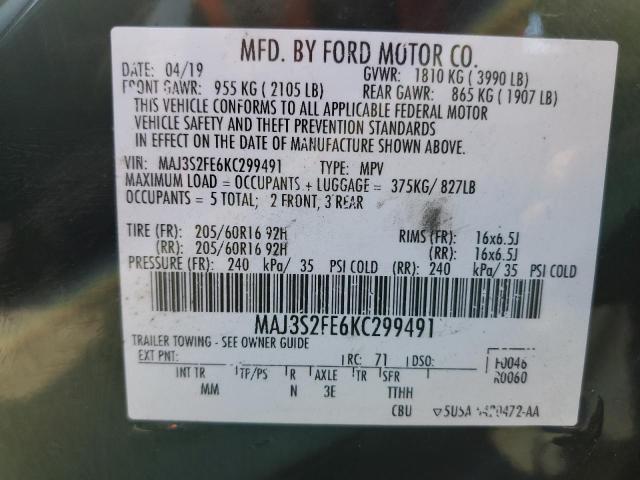 MFD. BY FORD MOTOR CO.
DATE: 04/19 GVWR: 1810 KG (3990 LB)
FRONT GAWR: 955 KG (2105 LB) REAR GAWR: 865 KG (1907 LB)
THIS VEHICLE CONFORMS TO ALL APPLICABLE FEDERAL MOTOR
VEHICLE SAFETY AND THEFT PREVENTION STANDARDS
IN EFFECT ON THE DATE OF MANUFACTURE SHOWN ABOVE.
VIN: MAJ3S2FE6KC299491 TYPE: MPV
MAXIMUM LOAD = OCCUPANTS + LUGGAGE = 375KG/ 827LB
OCCUPANTS = 5 TOTAL; 2 FRONT, 3 REAR
TIRE (FR): 205/60R16 92H RIMS (FR): 16x6.5J
(RR): 205/60R16 92H (RR): 16x6.5J
PRESSURE (FR): 240 kPa/ 35 PSI COLD (RR): 240 kPa/ 35 PSI COLD
MAJ3S2FE6KC299491
TRAILER TOWING - SEE OWNER GUIDE
EXT PNT: RC: 71 DSO: F0046
INT TR TP/PS R AXLE TR SFR R0060
MM N 3E TTHH
CBU 5U5A